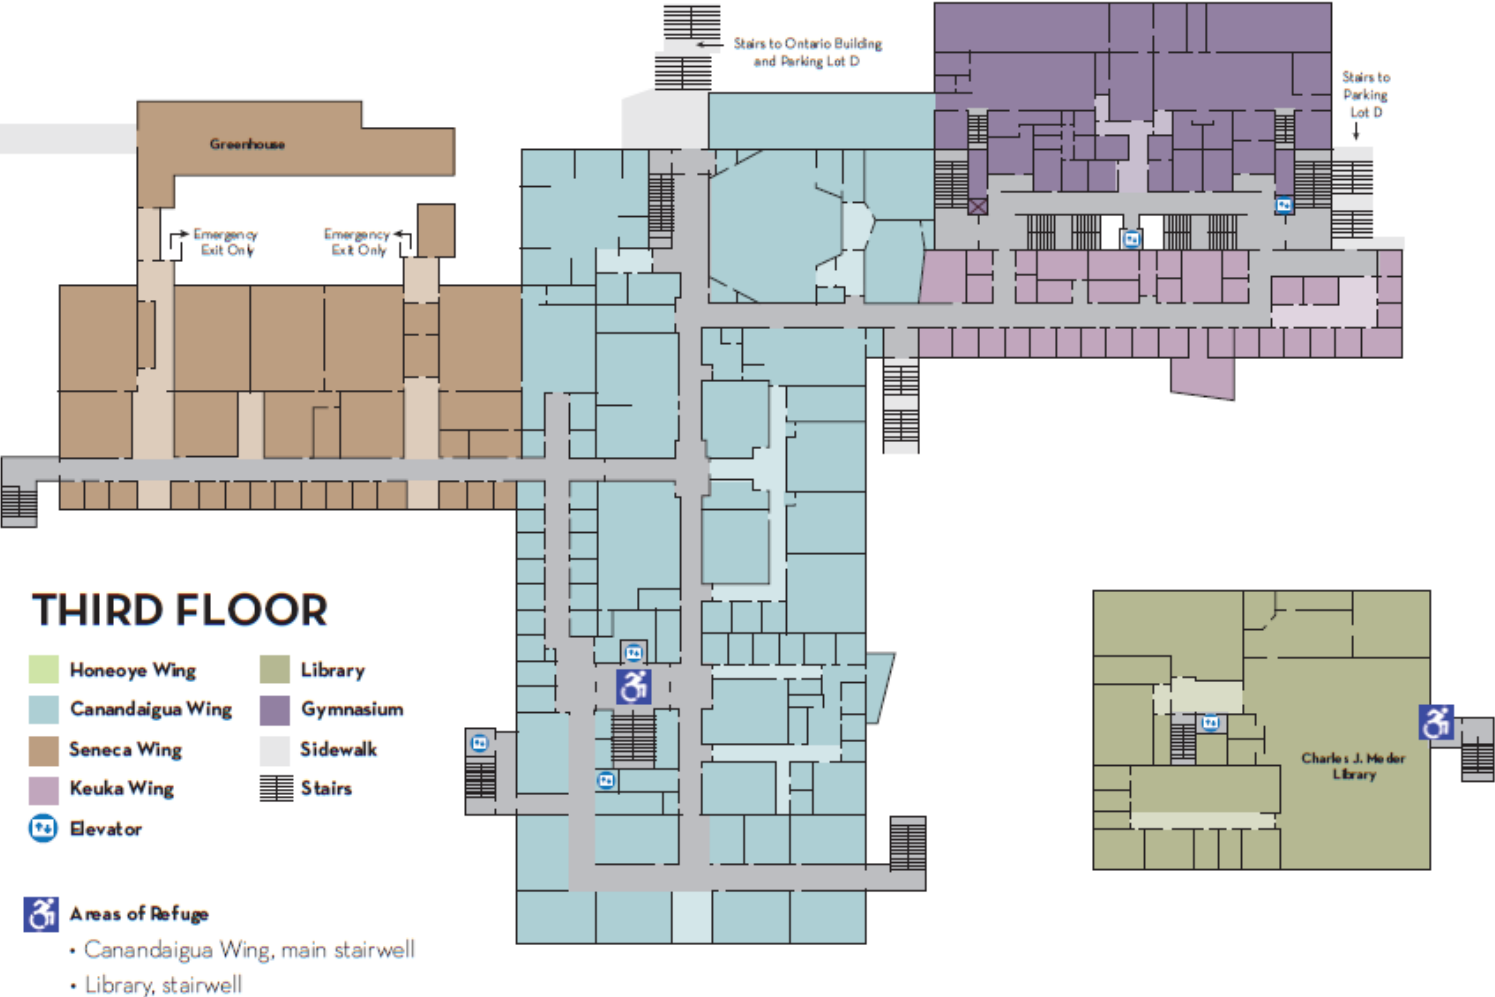 Stairs to Ontario Building
and Parking Lot D
Stairs to
Parking
Lot D
Greenhouse
Emergency
Exit Only
Emergency
Exit Only
THIRD FLOOR
Honeoye Wing
Canandaigua Wing
Seneca Wing
Keuka Wing
Elevator
Library
Gymnasium
Sidewalk
Stairs
Charles J. Meder
Library
Areas of Refuge
• Canandaigua Wing, main stairwell
• Library, stairwell